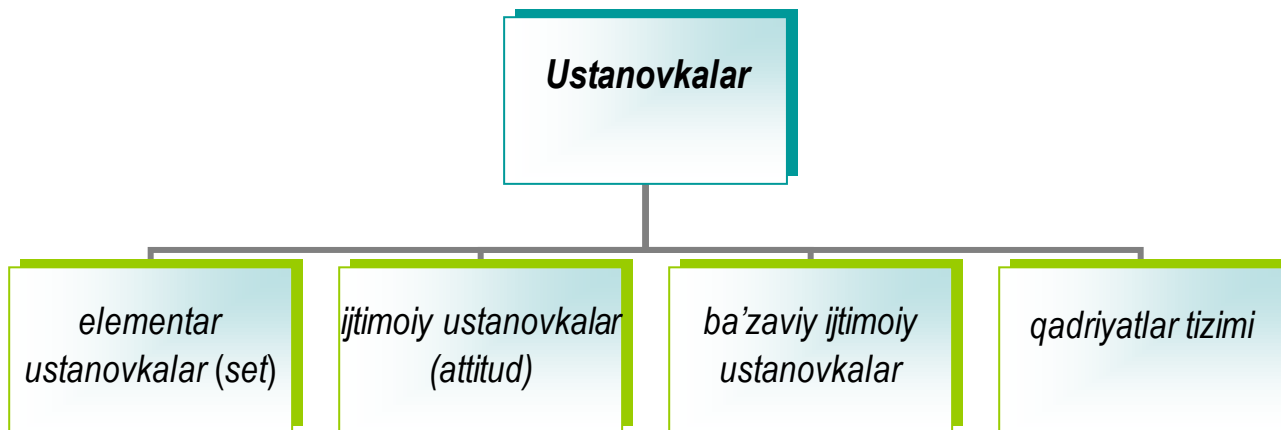 Ustanovkalar
elementar
ustanovkalar (set)
ijtimoiy ustanovkalar
(attitud)
ba’zaviy ijtimoiy
ustanovkalar
qadriyatlar tizimi